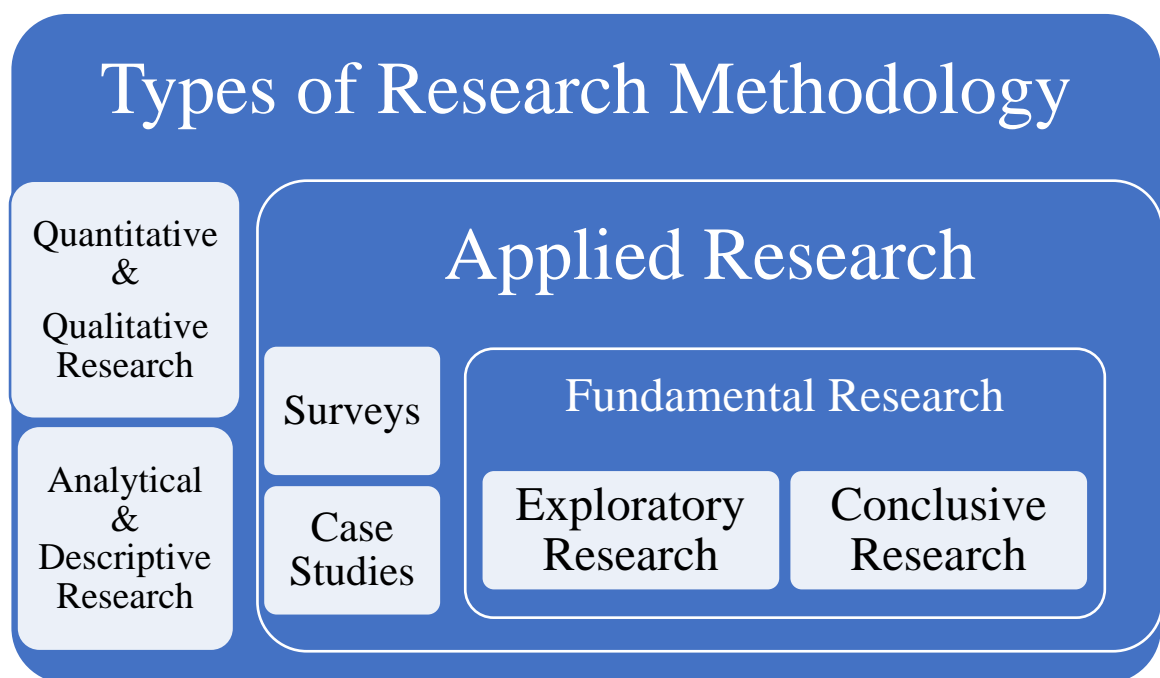 Types of Research Methodology
Quantitative
&
Qualitative
Research
Analytical
&
Descriptive
Research
Applied Research
Surveys
Case
Studies
Fundamental Research
Exploratory
Research
Conclusive
Research